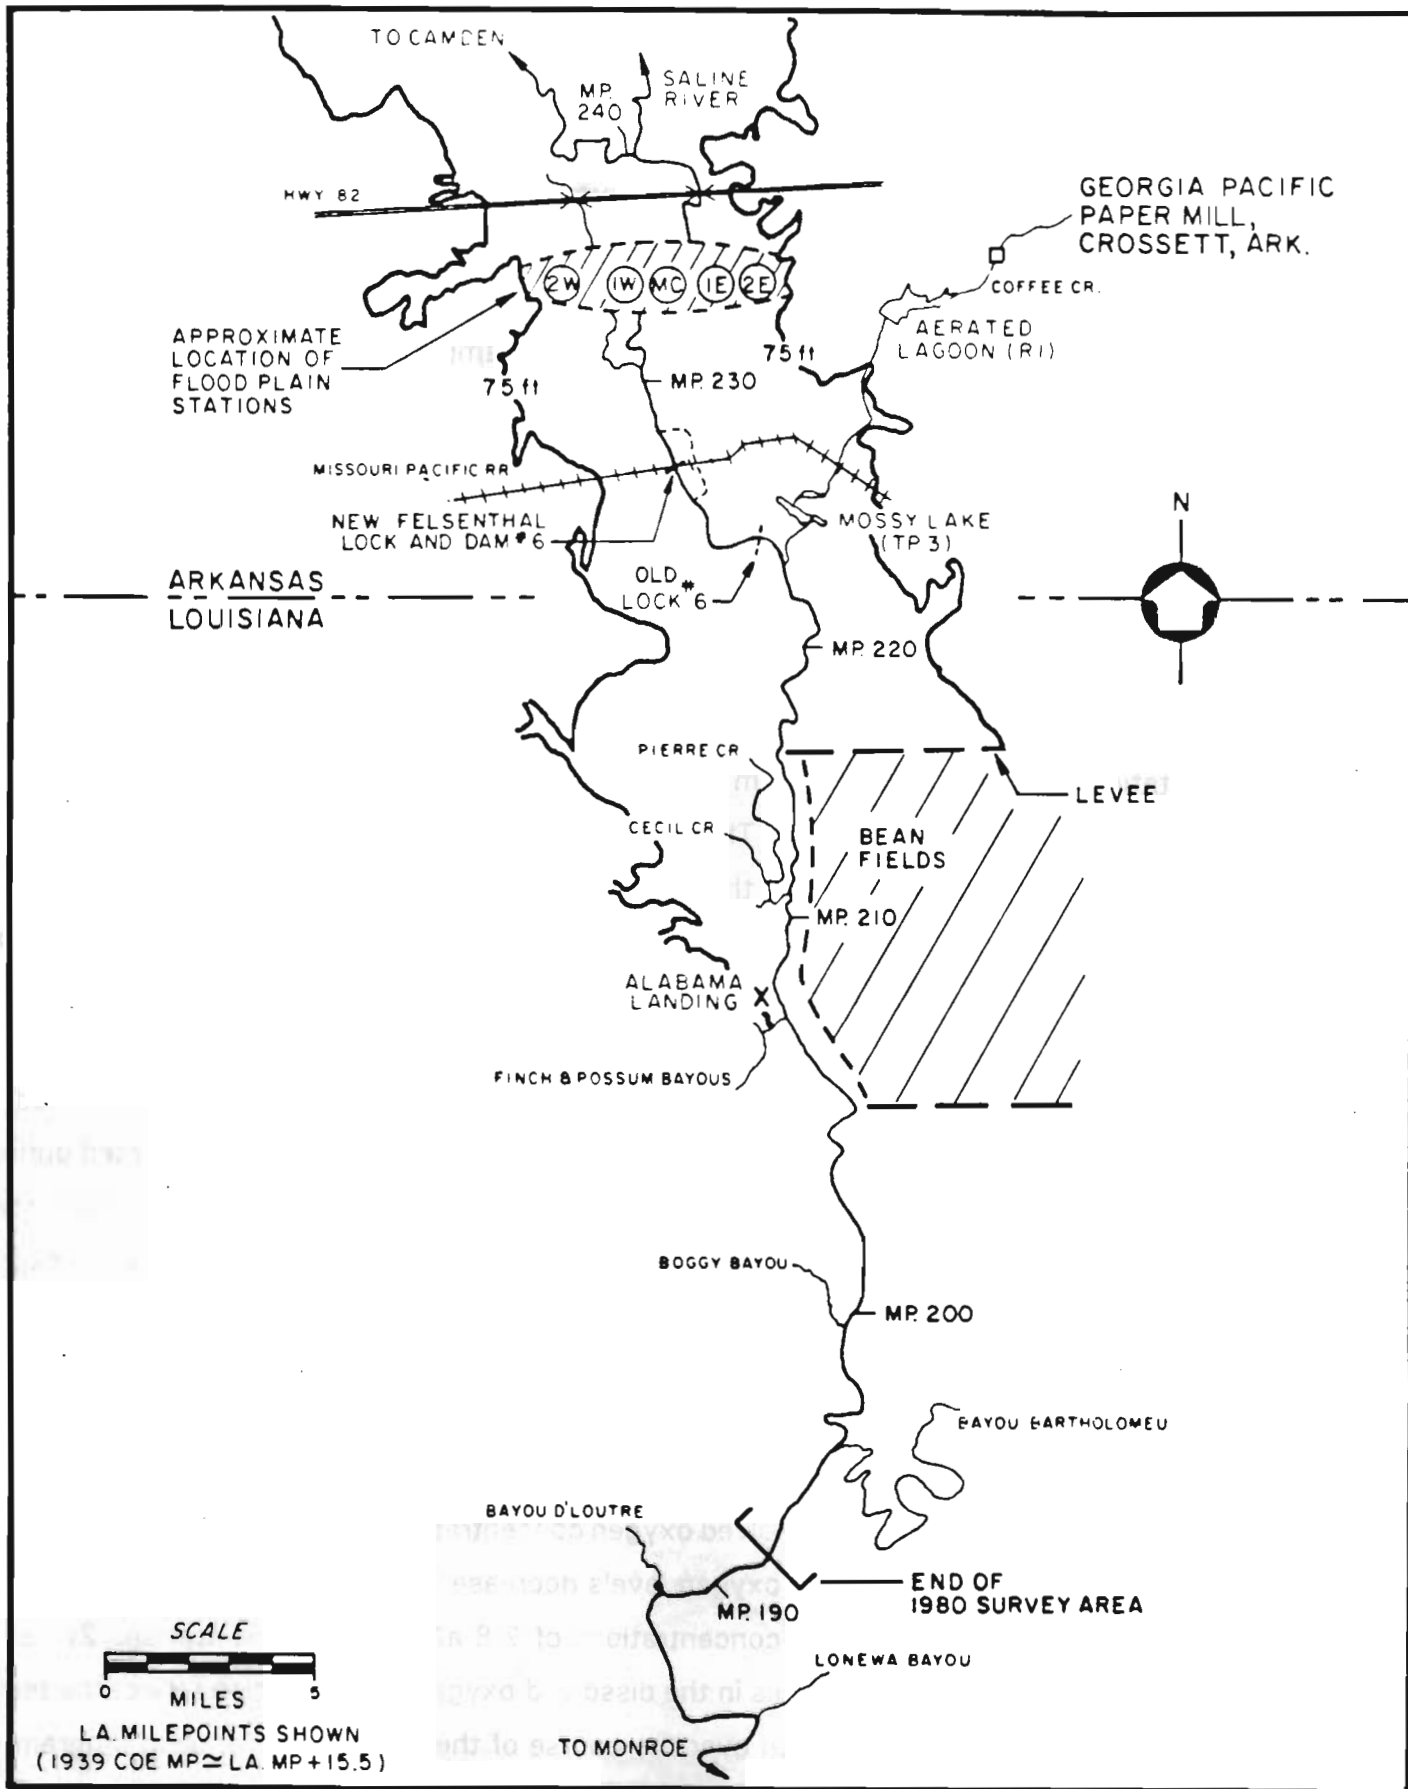 TO CAMDEN
SALINE
RIVER
MP.
240
HWY 82
GEORGIA PACIFIC
PAPER MILL,
CROSSETT, ARK.
COFFEE CR.
2W
1W
MC
1E
2E
AERATED
LAGOON (R1)
APPROXIMATE
LOCATION OF
FLOOD PLAIN
STATIONS
75 ft
75 ft
MP. 230
MISSOURI PACIFIC RR
NEW FELSENTHAL
LOCK AND DAM #6
MOSSY LAKE
(TP3)
N
OLD
LOCK #6
ARKANSAS
LOUISIANA
MP. 220
PIERRE CR
LEVEE
CECIL CR
BEAN
FIELDS
MP. 210
ALABAMA
LANDING X
FINCH & POSSUM BAYOUS
BOGGY BAYOU
MP. 200
BAYOU BARTHOLOMEU
BAYOU D'LOUTRE
END OF
1980 SURVEY AREA
MP. 190
SCALE
0 5
MILES
LONEWA BAYOU
LA. MILEPOINTS SHOWN
(1939 COE MP ≃ LA. MP + 15.5)
TO MONROE